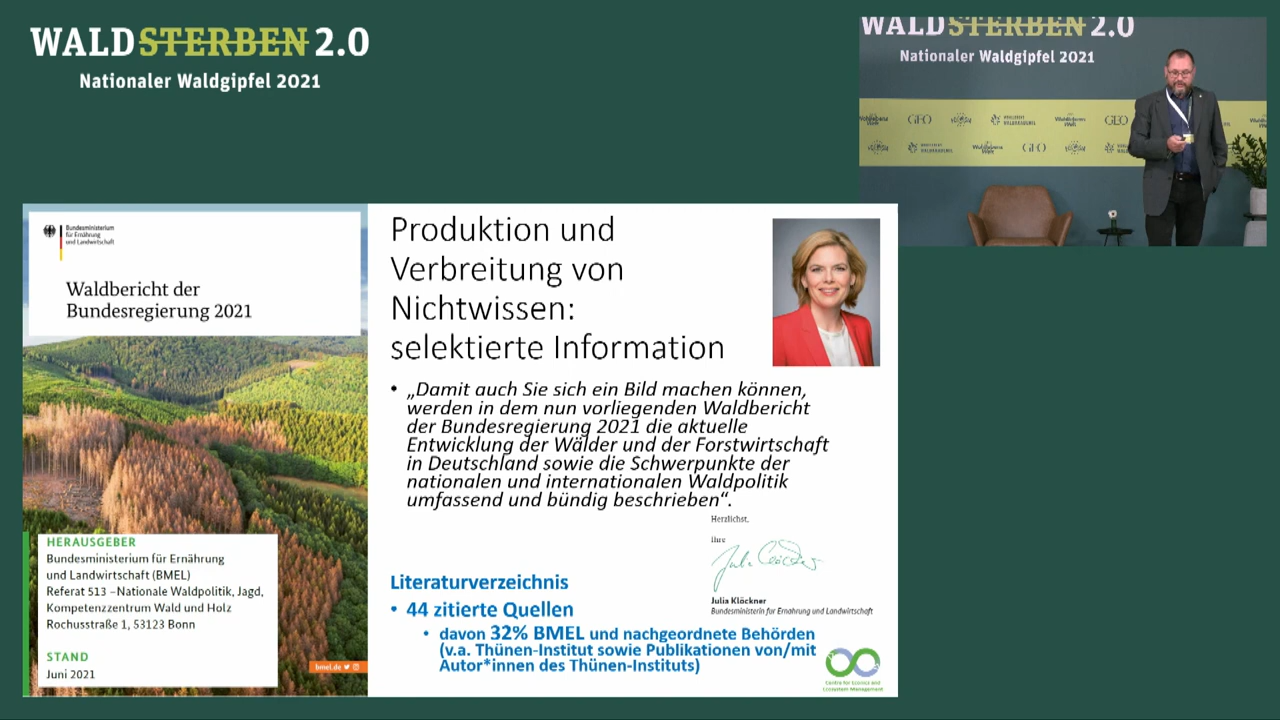 WALDSTERBEN 2.0
Nationaler Waldgipfel 2021
WALDSTERBEN 2.0
Nationaler Waldgipfel 2021
GEO
GEO
Bundesministerium
für Ernährung
und Landwirtschaft
Waldbericht der
Bundesregierung 2021
HERAUSGEBER
Bundesministerium für Ernährung
und Landwirtschaft (BMEL)
Referat 513 –Nationale Waldpolitik, Jagd,
Kompetenzzentrum Wald und Holz
Rochusstraße 1, 53123 Bonn
STAND
Juni 2021
bmel.de
Produktion und
Verbreitung von
Nichtwissen:
selektierte Information
• „Damit auch Sie sich ein Bild machen können,
werden in dem nun vorliegenden Waldbericht
der Bundesregierung 2021 die aktuelle
Entwicklung der Wälder und der Forstwirtschaft
in Deutschland sowie die Schwerpunkte der
nationalen und internationalen Waldpolitik
umfassend und bündig beschrieben“.
Herzlichst,
Ihre
Julia Klöckner
Bundesministerin für Ernährung und Landwirtschaft
Literaturverzeichnis
• 44 zitierte Quellen
• davon 32% BMEL und nachgeordnete Behörden
(v.a. Thünen-Institut sowie Publikationen von/mit
Autor*innen des Thünen-Instituts)
Centre for Econics and
Ecosystem Management